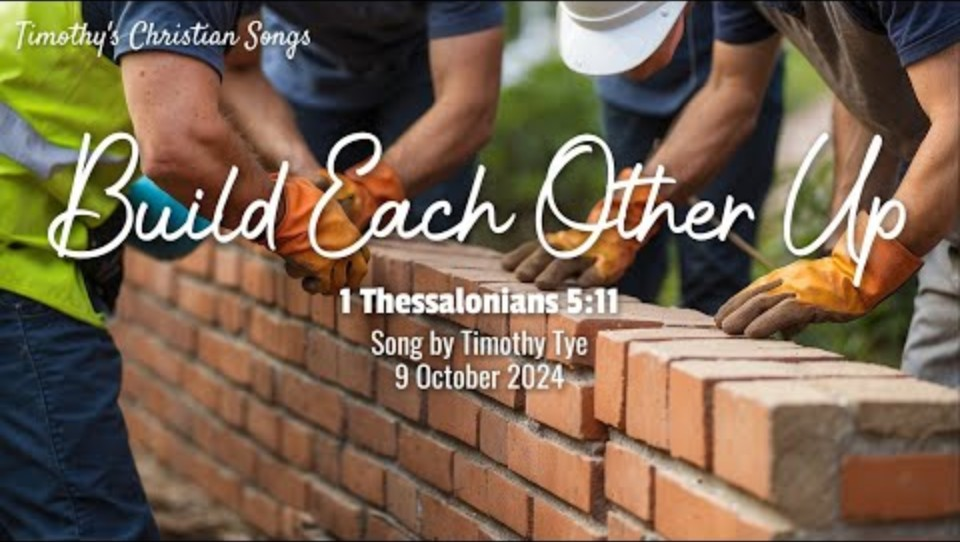 Timothy's Christian Songs
Build Each Other Up
1 Thessalonians 5:11
Song by Timothy Tye
9 October 2024